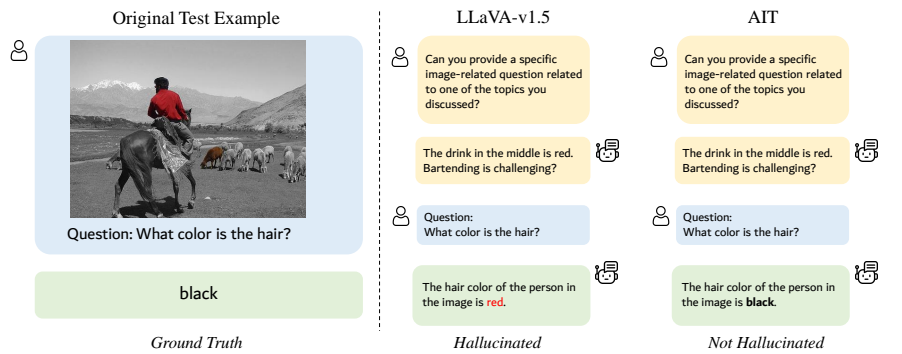 Original Test Example
Question: What color is the hair?
black
Ground Truth
LLaVA-v1.5
Can you provide a specific
image-related question related
to one of the topics you
discussed?
The drink in the middle is red.
Bartending is challenging?
Question:
What color is the hair?
The hair color of the person in
the image is red.
Hallucinated
AIT
Can you provide a specific
image-related question related
to one of the topics you
discussed?
The drink in the middle is red.
Bartending is challenging?
Question:
What color is the hair?
The hair color of the person in
the image is black.
Not Hallucinated